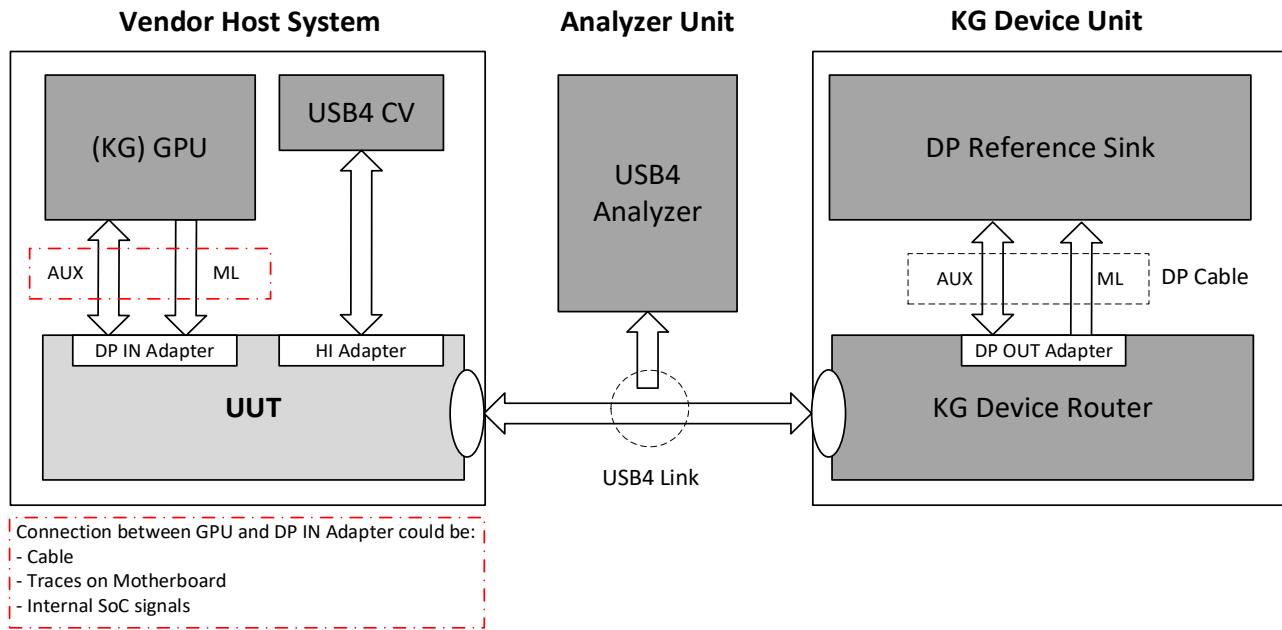 Vendor Host System
Analyzer Unit
KG Device Unit
(KG) GPU
USB4 CV
USB4
Analyzer
DP Reference Sink
AUX
ML
AUX
ML
DP Cable
DP IN Adapter
HI Adapter
DP OUT Adapter
UUT
KG Device Router
USB4 Link
Connection between GPU and DP IN Adapter could be:
- Cable
- Traces on Motherboard
- Internal SoC signals